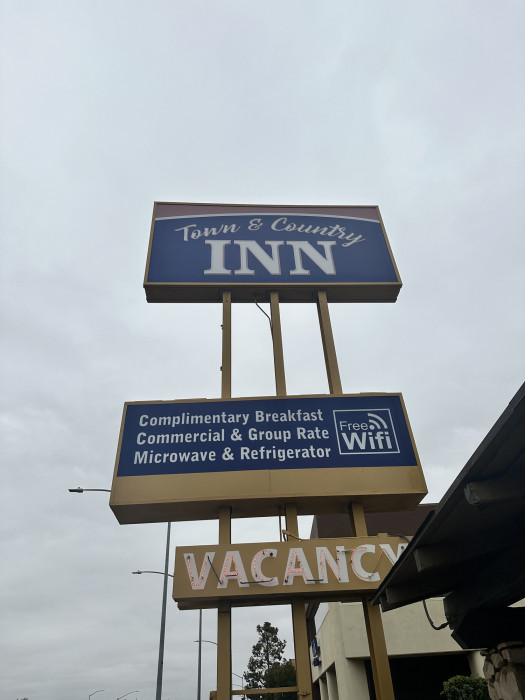 Town & Country
INN
Complimentary Breakfast
Commercial & Group Rate
Microwave & Refrigerator
Free
Wifi
VACANCY